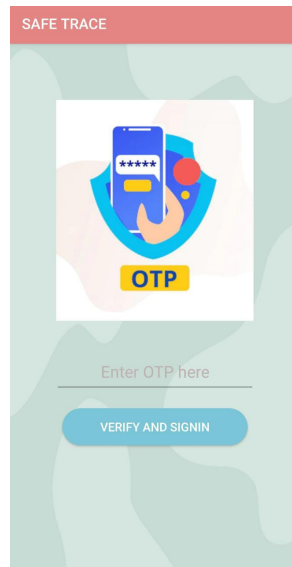 SAFE TRACE
*****
OTP
Enter OTP here
VERIFY AND SIGNIN